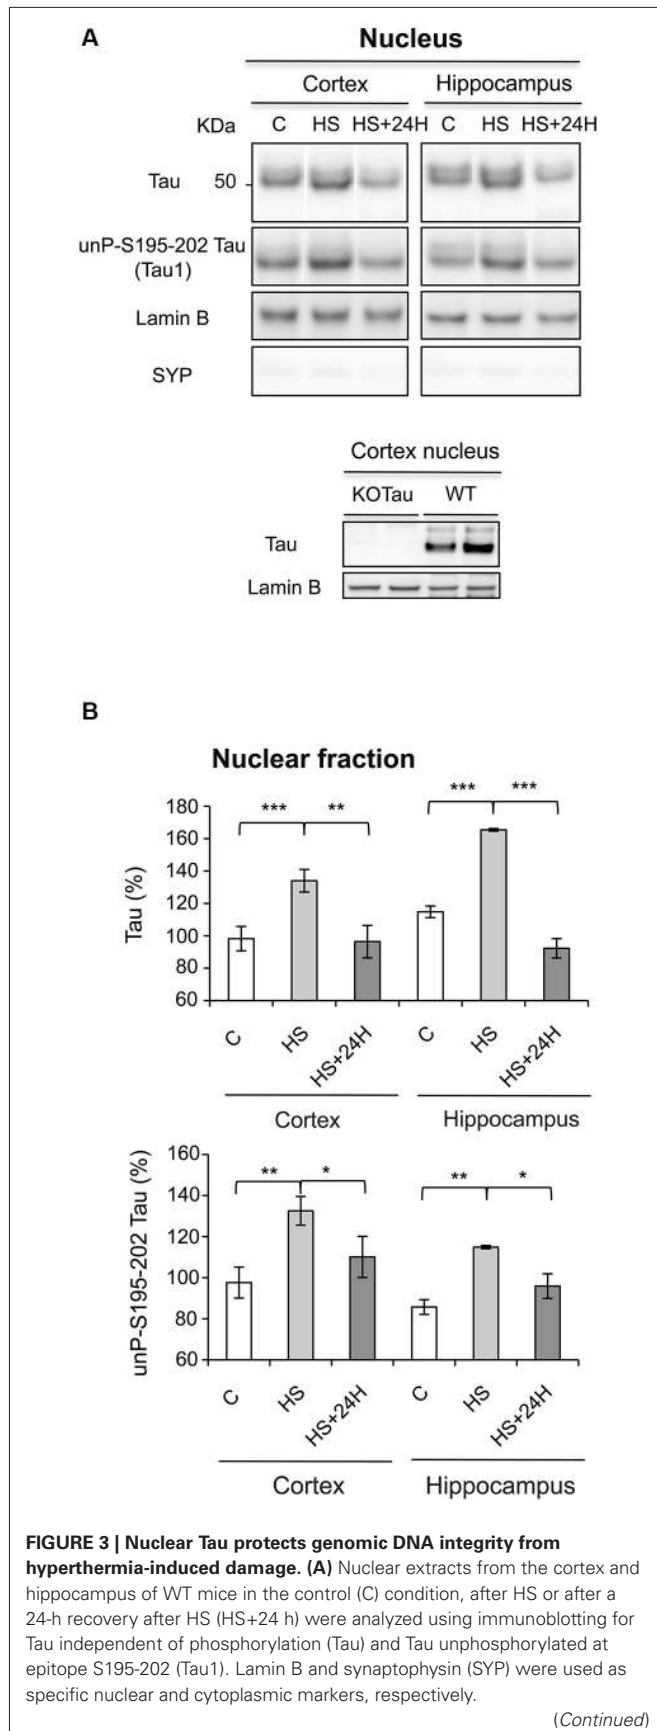 A
Nucleus
Cortex Hippocampus
KDa C HS HS+24H C HS HS+24H
Tau 50
unP-S195-202 Tau
(Tau1)
Lamin B
SYP
Cortex nucleus
KOTau WT
Tau
Lamin B
B
Nuclear fraction
Tau (%)
180
160
140
120
100
80
60
*** ** *** ***
C HS HS+24H C HS HS+24H
Cortex Hippocampus
unP-S195-202 Tau (%)
160
140
120
100
80
60
** * ** *
C HS HS+24H C HS HS+24H
Cortex Hippocampus
FIGURE 3 | Nuclear Tau protects genomic DNA integrity from
hyperthermia-induced damage. (A) Nuclear extracts from the cortex and
hippocampus of WT mice in the control (C) condition, after HS or after a
24-h recovery after HS (HS+24 h) were analyzed using immunoblotting for
Tau independent of phosphorylation (Tau) and Tau unphosphorylated at
epitope S195-202 (Tau1). Lamin B and synaptophysin (SYP) were used as
specific nuclear and cytoplasmic markers, respectively.
(Continued)